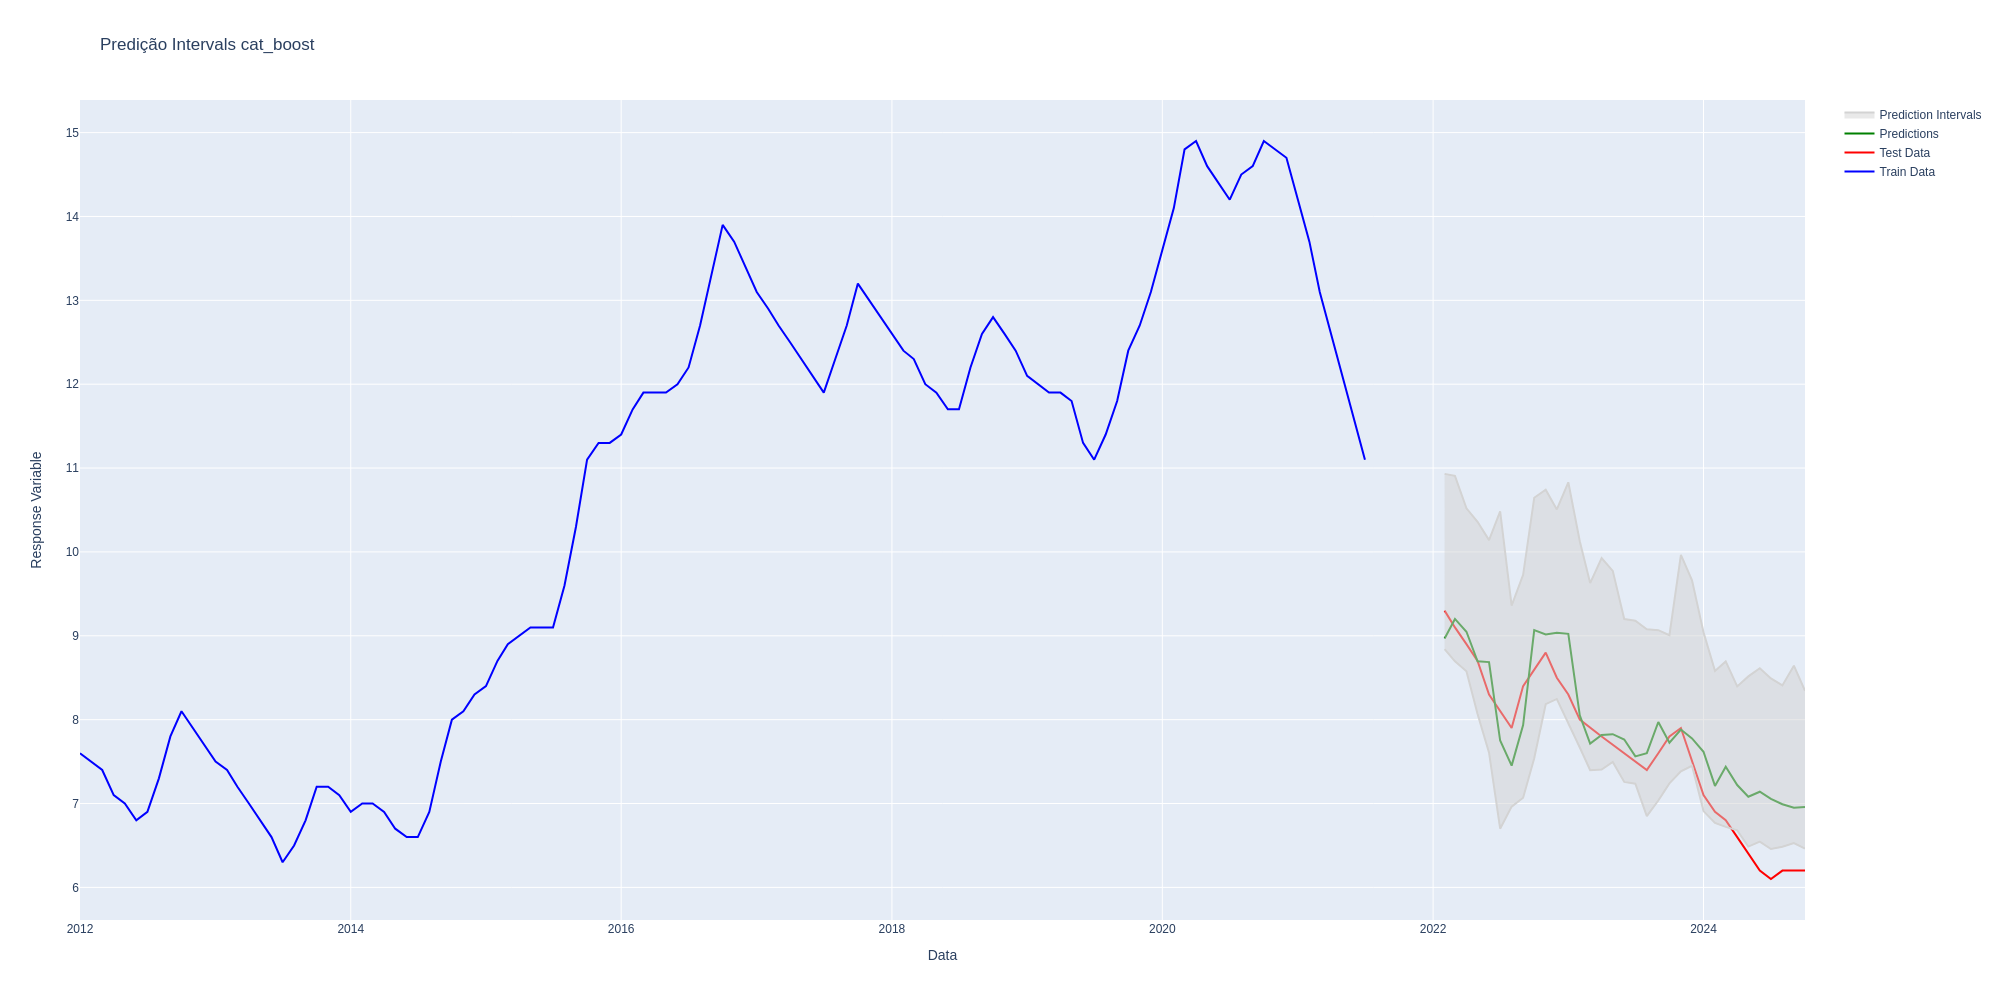 Predição Intervals cat_boost
Prediction Intervals
Predictions
Test Data
Train Data
15
14
13
12
11
10
9
8
7
6
Response Variable
2012
2014
2016
2018
2020
2022
2024
Data